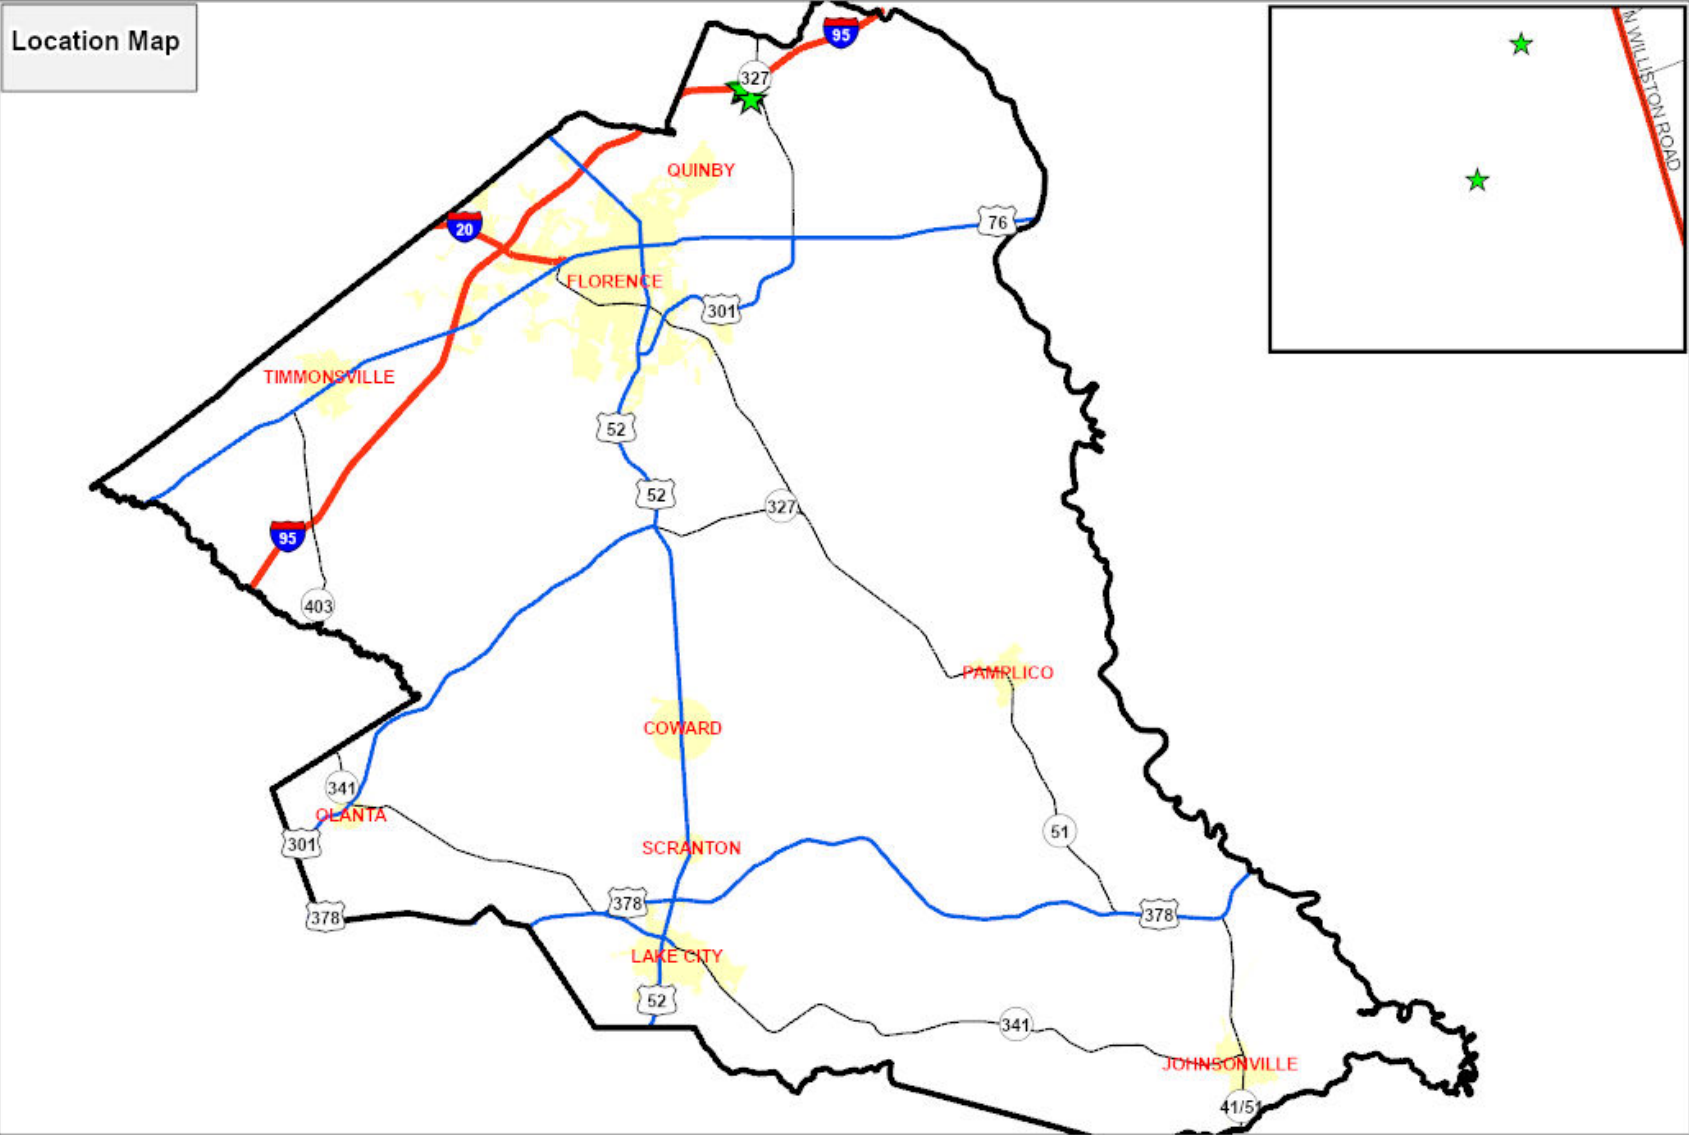 Location Map
95
N WILLISTON ROAD
327
QUINBY
20
76
FLORENCE
301
TIMMONSVILLE
52
52
327
95
403
PAMPLICO
COWARD
341
OLANTA
51
301
SCRANTON
378
378
378
LAKE CITY
52
341
JOHNSONVILLE
41/51